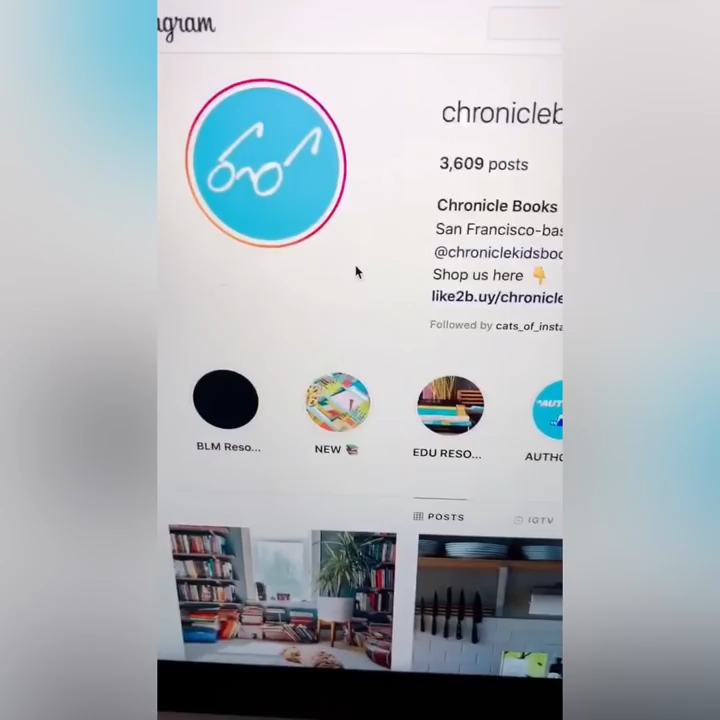 agram
chronicleb
3,609 posts
Chronicle Books
San Francisco-bas
@chroniclekidsboo
Shop us here 👇
like2b.uy/chronicle
Followed by cats_of_insta
BLM Reso...
NEW 📚
EDU RESO...
AUTHO
POSTS
IGTV